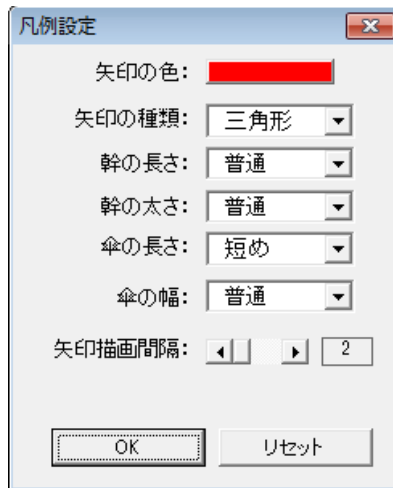 凡例設定
矢印の色:
矢印の種類: 三角形
幹の長さ: 普通
幹の太さ: 普通
傘の長さ: 短め
傘の幅: 普通
矢印描画間隔: 2
OK リセット